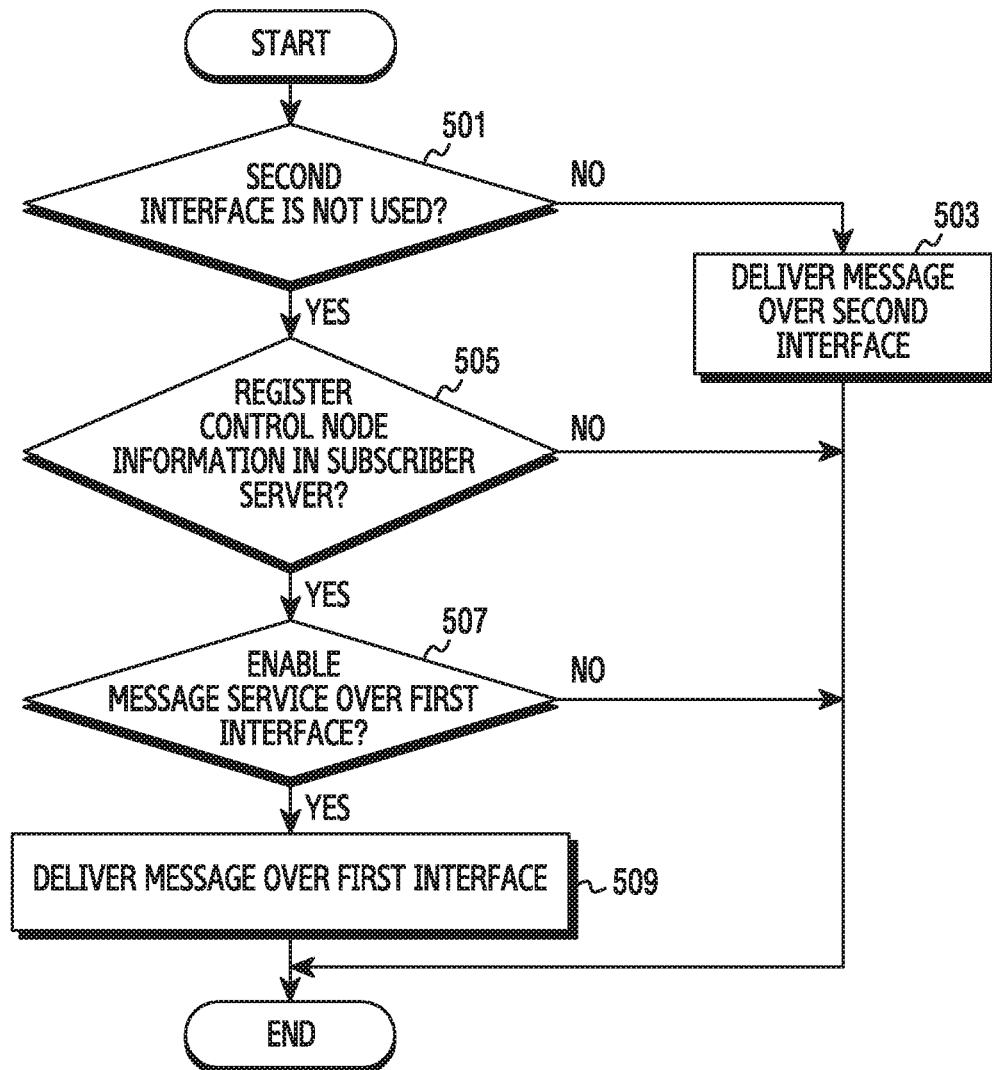 START
501
SECOND
INTERFACE IS NOT USED?
NO
503
DELIVER MESSAGE
OVER SECOND
INTERFACE
YES
505
REGISTER
CONTROL NODE
INFORMATION IN SUBSCRIBER
SERVER?
NO
YES
507
ENABLE
MESSAGE SERVICE OVER FIRST
INTERFACE?
NO
YES
DELIVER MESSAGE OVER FIRST INTERFACE
509
END